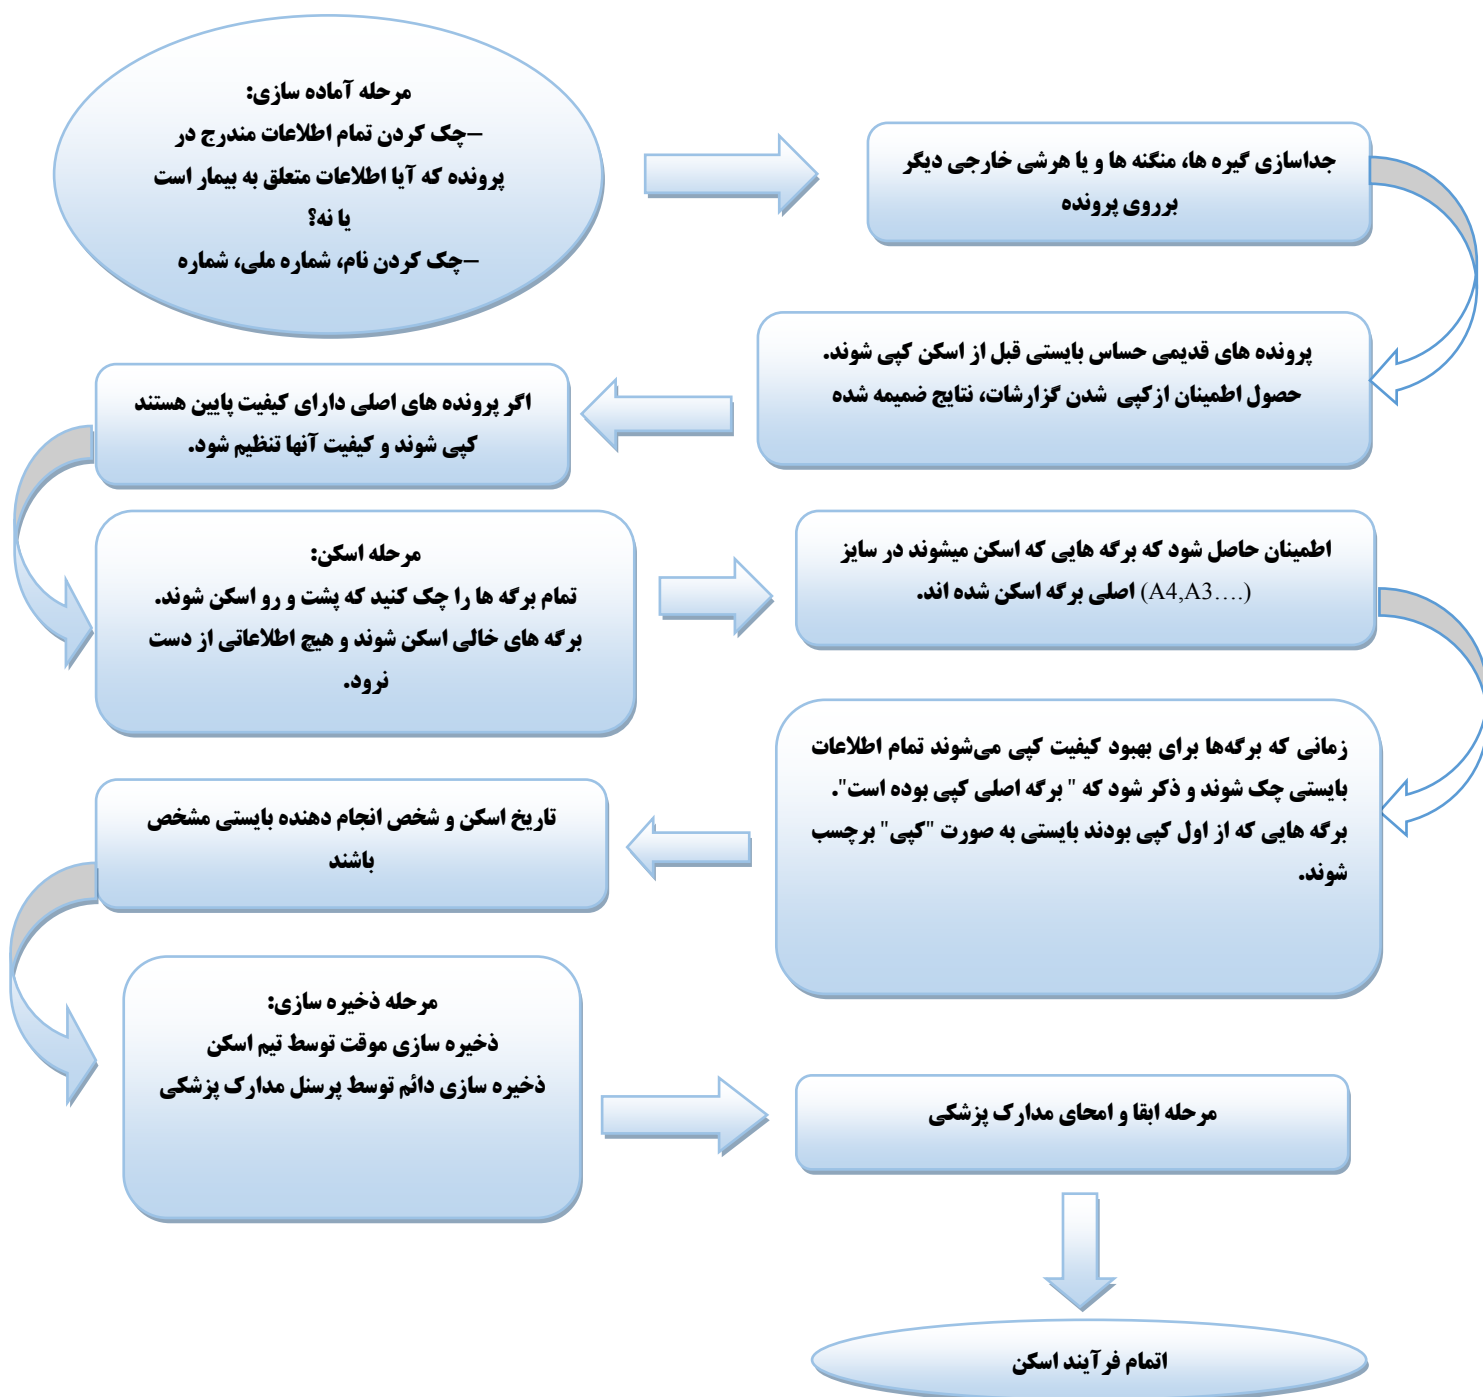 مرحله آماده سازی:
–چک کردن تمام اطلاعات مندرج در
پرونده که آیا اطلاعات متعلق به بیمار است
یا نه؟
–چک کردن نام، شماره ملی، شماره
جداسازی گیره ها، منگنه ها و یا هرشی خارجی دیگر
برروی پرونده
پرونده های قدیمی حساس بایستی قبل از اسکن کپی شوند.
حصول اطمینان ازکپی شدن گزارشات، نتایج ضمیمه شده
اگر پرونده های اصلی دارای کیفیت پایین هستند
کپی شوند و کیفیت آنها تنظیم شود.
مرحله اسکن:
تمام برگه ها را چک کنید که پشت و رو اسکن شوند.
برگه های خالی اسکن شوند و هیچ اطلاعاتی از دست
نرود.
اطمینان حاصل شود که برگه هایی که اسکن میشوند در سایز
(A4,A3….) اصلی برگه اسکن شده اند.
زمانی که برگه‌ها برای بهبود کیفیت کپی می‌شوند تمام اطلاعات
بایستی چک شوند و ذکر شود که " برگه اصلی کپی بوده است".
برگه هایی که از اول کپی بودند بایستی به صورت "کپی" برچسب
شوند.
تاریخ اسکن و شخص انجام دهنده بایستی مشخص
باشند
مرحله ذخیره سازی:
ذخیره سازی موقت توسط تیم اسکن
ذخیره سازی دائم توسط پرسنل مدارک پزشکی
مرحله ابقا و امحای مدارک پزشکی
اتمام فرآیند اسکن